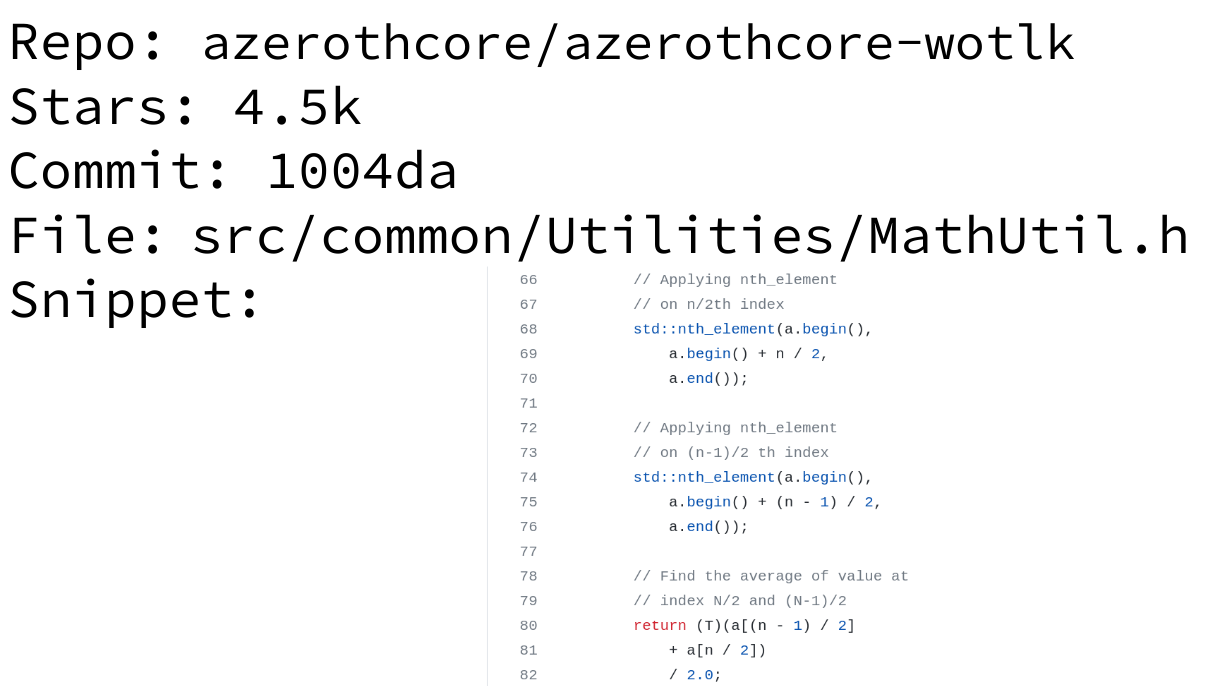 Repo: azerothcore/azerothcore-wotlk
Stars: 4.5k
Commit: 1004da
File: src/common/Utilities/MathUtil.h
Snippet:
66 // Applying nth_element
67 // on n/2th index
68 std::nth_element(a.begin(),
69 a.begin() + n / 2,
70 a.end());
71
72 // Applying nth_element
73 // on (n-1)/2 th index
74 std::nth_element(a.begin(),
75 a.begin() + (n - 1) / 2,
76 a.end());
77
78 // Find the average of value at
79 // index N/2 and (N-1)/2
80 return (T)(a[(n - 1) / 2]
81 + a[n / 2])
82 / 2.0;